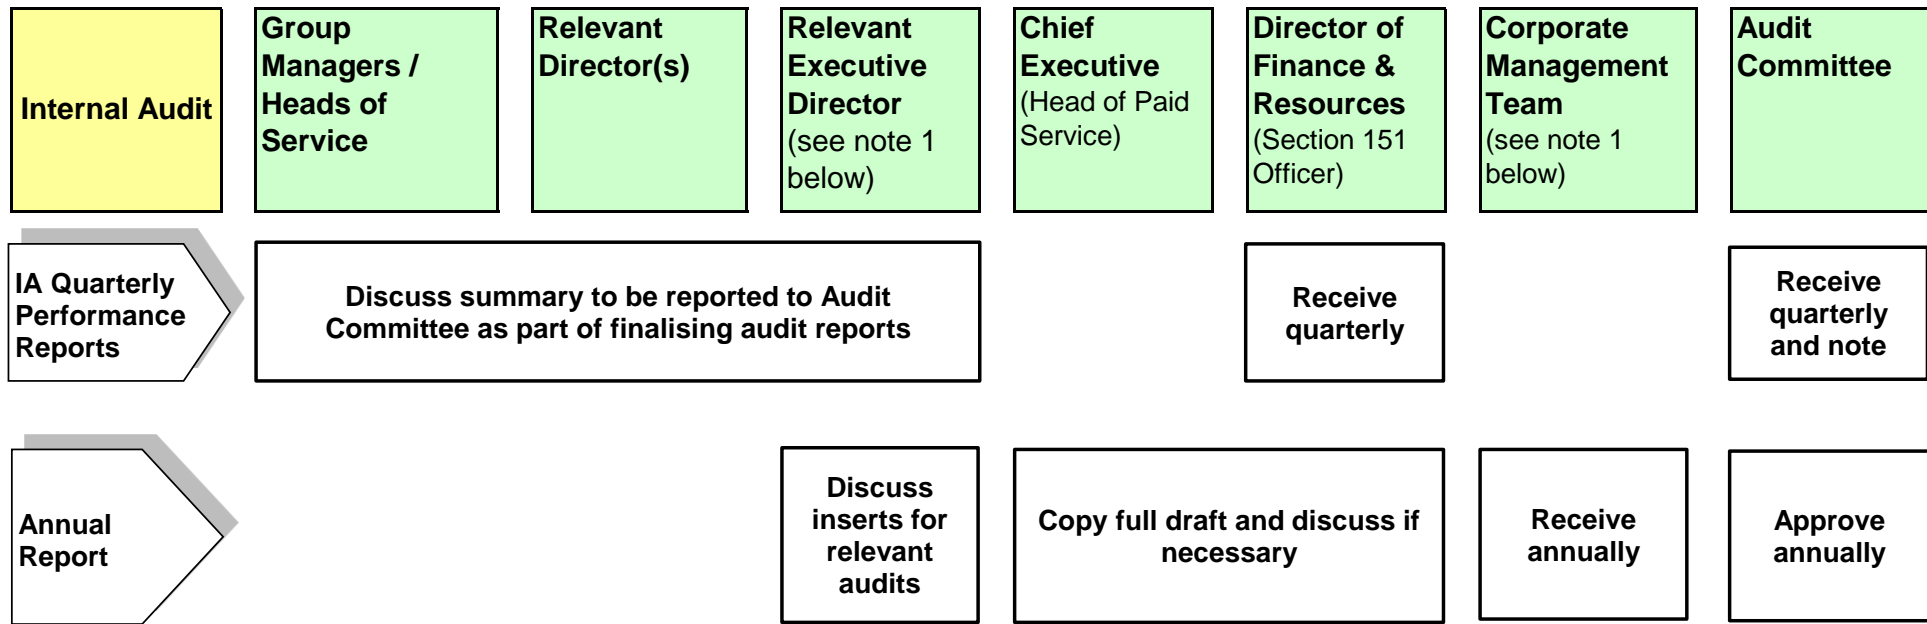 Internal Audit
Group
Managers /
Heads of
Service
Relevant
Director(s)
Relevant
Executive
Director
(see note 1
below)
Chief
Executive
(Head of Paid
Service)
Director of
Finance &
Resources
(Section 151
Officer)
Corporate
Management
Team
(see note 1
below)
Audit
Committee
IA Quarterly
Performance
Reports
Discuss summary to be reported to Audit
Committee as part of finalising audit reports
Receive
quarterly
Receive
quarterly
and note
Annual
Report
Discuss
inserts for
relevant
audits
Copy full draft and discuss if
necessary
Receive
annually
Approve
annually